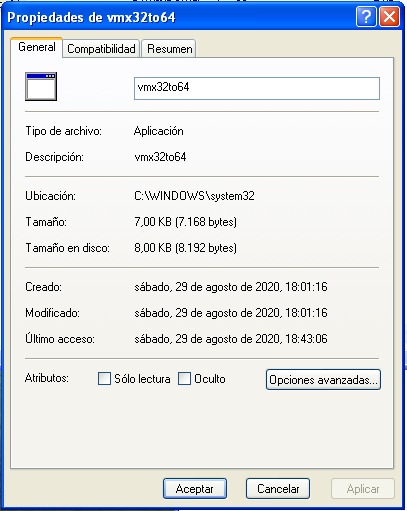 Propiedades de vmx32to64
General Compatibilidad Resumen
vmx32to64
Tipo de archivo: Aplicación
Descripción: vmx32to64
Ubicación: C:\WINDOWS\system32
Tamaño: 7,00 KB (7.168 bytes)
Tamaño en disco: 8,00 KB (8.192 bytes)
Creado: sábado, 29 de agosto de 2020, 18:01:16
Modificado: sábado, 29 de agosto de 2020, 18:01:16
Último acceso: sábado, 29 de agosto de 2020, 18:43:06
Atributos: Sólo lectura Oculto Opciones avanzadas...
Aceptar Cancelar Aplicar